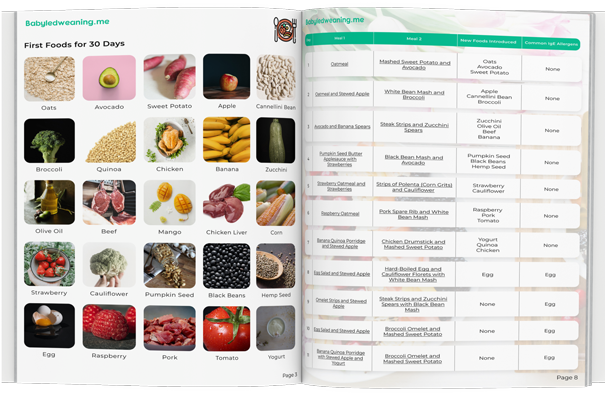 Babyledweaning.me
First Foods for 30 Days
Oats
Avocado
Sweet Potato
Apple
Cannellini Bean
Broccoli
Quinoa
Chicken
Banana
Zucchini
Olive Oil
Beef
Mango
Chicken Liver
Corn
Strawberry
Cauliflower
Pumpkin Seed
Black Beans
Hemp Seed
Egg
Raspberry
Pork
Tomato
Yogurt
Babyledweaning.me
Meal 1
Meal 2
New Foods Introduced
Common IgE Allergens
1
Oatmeal
Mashed Sweet Potato and
Avocado
Oats
Avocado
Sweet Potato
None
2
Oatmeal and Stewed Apple
White Bean Mash and
Broccoli
Apple
Cannellini Bean
Broccoli
None
3
Avocado and Banana Spears
Steak Strips and Zucchini
Spears
Zucchini
Olive Oil
Beef
Banana
None
Pumpkin Seed Butter
Applesauce with
Strawberries
Black Bean Mash and
Avocado
Pumpkin Seed
Black Beans
Hemp Seed
None
Strawberry Oatmeal and
Strawberries
Strips of Polenta (Corn Grits)
and Cauliflower
Strawberry
Cauliflower
None
Raspberry Oatmeal
Pork Spare Rib and White
Bean Mash
Raspberry
Pork
Tomato
None
Banana Quinoa Porridge
and Stewed Apple
Chicken Drumstick and
Mashed Sweet Potato
Yogurt
Quinoa
Chicken
None
Egg Salad and Stewed Apple
Hard-Boiled Egg and
Cauliflower Florets with
White Bean Mash
Egg
Egg
Omelet Strips and Stewed
Apple
Steak Strips and Zucchini
Spears with Black Bean
Mash
None
Egg
Egg Salad and Stewed Apple
Broccoli Omelet and
Mashed Sweet Potato
None
Egg
Banana Quinoa Porridge
with Stewed Apple and
Yogurt
Broccoli Omelet and
Mashed Sweet Potato
None
Egg
Page 8